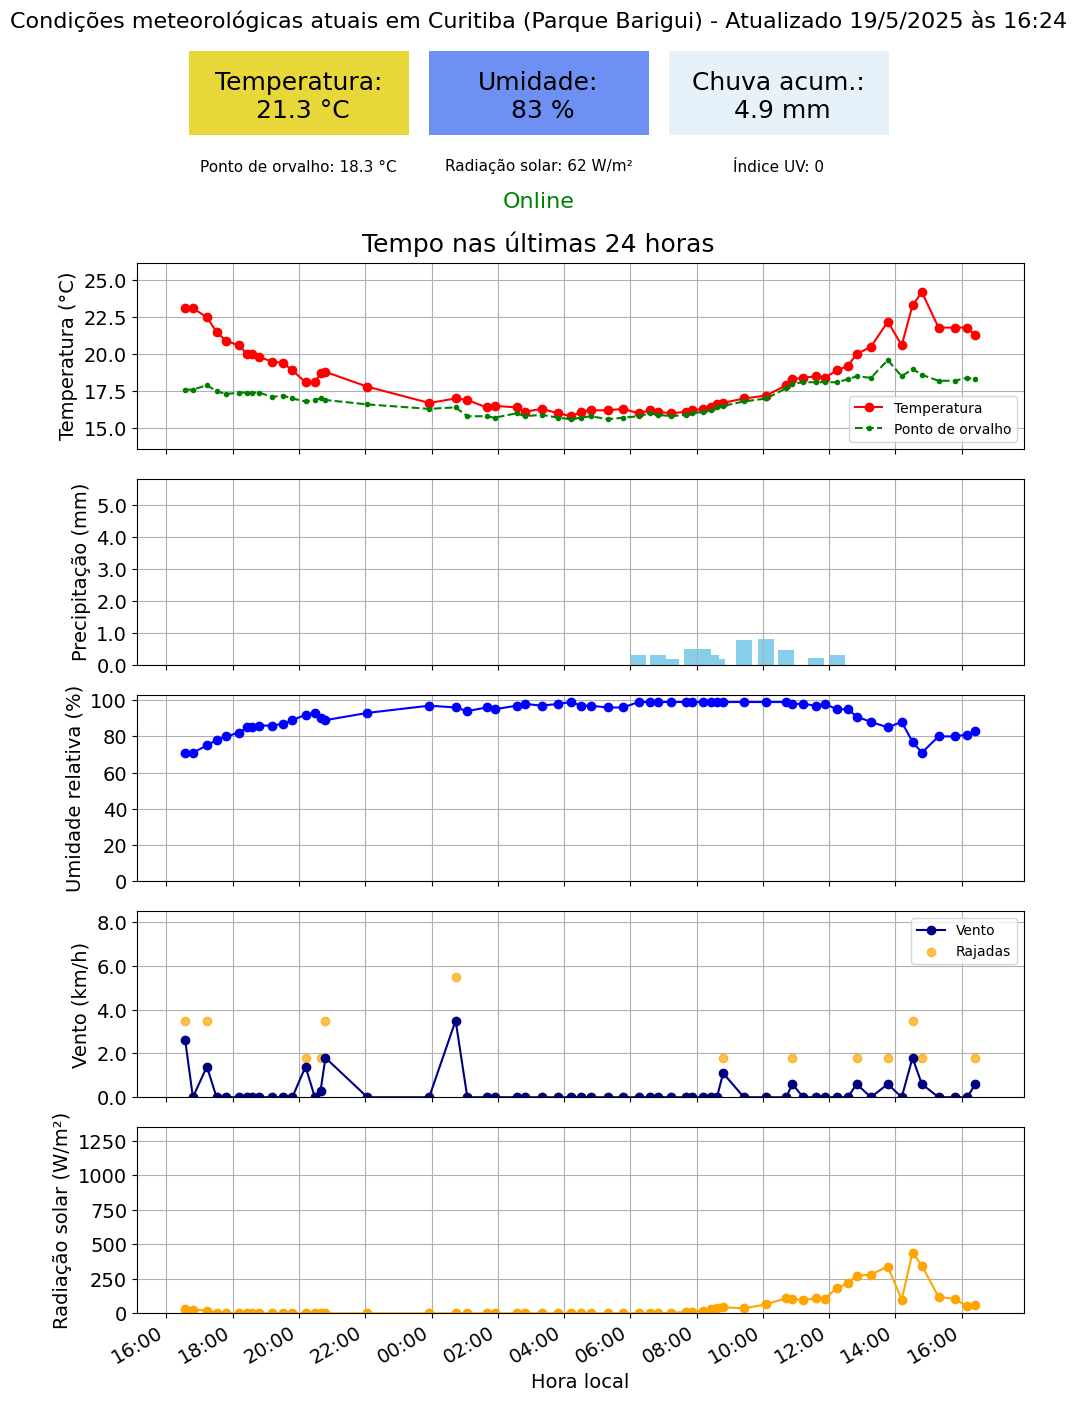 Condições meteorológicas atuais em Curitiba (Parque Barigui) - Atualizado 19/5/2025 às 16:24
Temperatura:
21.3 °C
Umidade:
83 %
Chuva acum.:
4.9 mm
Ponto de orvalho: 18.3 °C
Radiação solar: 62 W/m²
Índice UV: 0
Online
Tempo nas últimas 24 horas
Temperatura (°C)
25.0
22.5
20.0
17.5
15.0
Temperatura
Ponto de orvalho
Precipitação (mm)
5.0
4.0
3.0
2.0
1.0
0.0
Umidade relativa (%)
100
80
60
40
20
0
Vento (km/h)
8.0
6.0
4.0
2.0
0.0
Vento
Rajadas
Radiação solar (W/m²)
1250
1000
750
500
250
0
16:00
18:00
20:00
22:00
00:00
02:00
04:00
06:00
08:00
10:00
12:00
14:00
16:00
Hora local